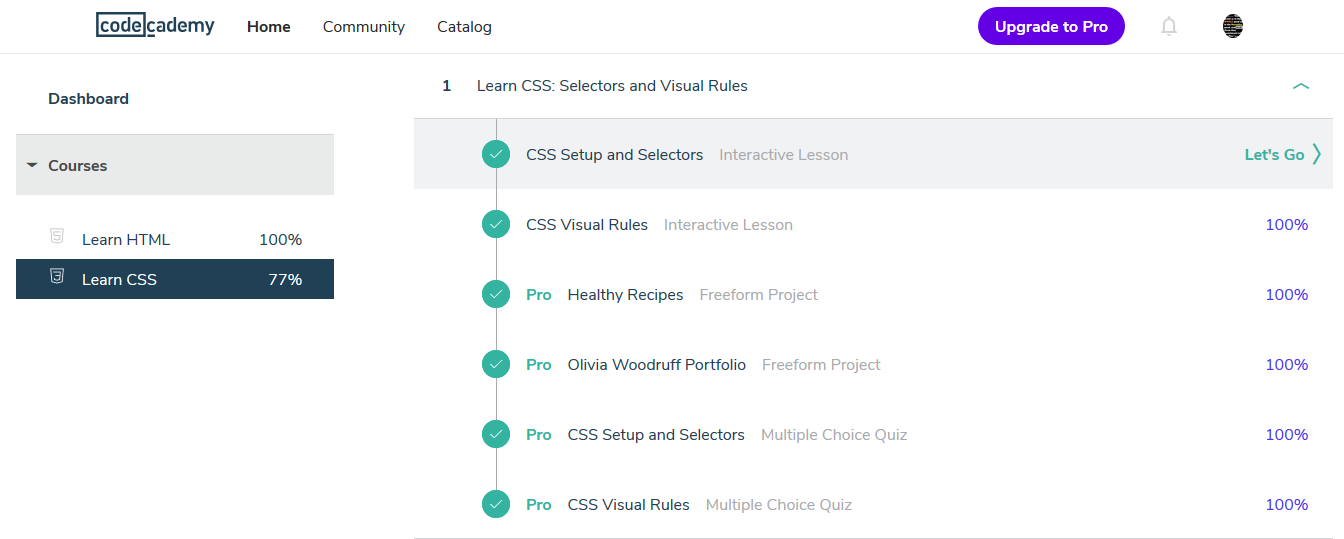 codecademy Home Community Catalog Upgrade to Pro
Dashboard
Courses
Learn HTML 100%
Learn CSS 77%
1 Learn CSS: Selectors and Visual Rules
CSS Setup and Selectors Interactive Lesson Let's Go
CSS Visual Rules Interactive Lesson 100%
Pro Healthy Recipes Freeform Project 100%
Pro Olivia Woodruff Portfolio Freeform Project 100%
Pro CSS Setup and Selectors Multiple Choice Quiz 100%
Pro CSS Visual Rules Multiple Choice Quiz 100%